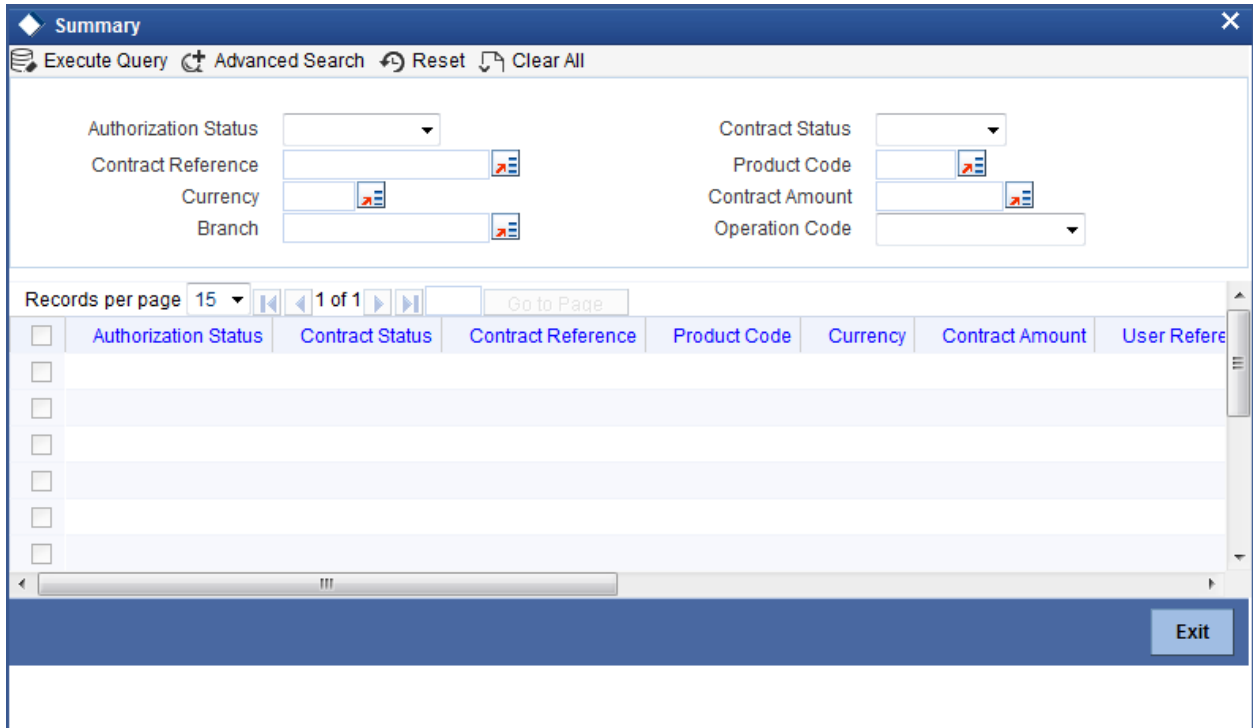 Summary
Execute Query Advanced Search Reset Clear All
Authorization Status Contract Status
Contract Reference Product Code
Currency Contract Amount
Branch Operation Code
Records per page 15 1 of 1 Go to Page
Authorization Status Contract Status Contract Reference Product Code Currency Contract Amount User Refere
Exit